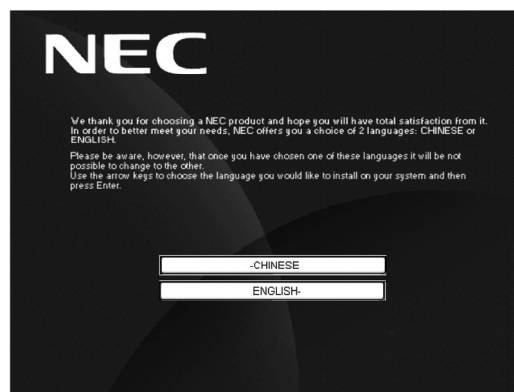 NEC
We thank you for choosing a NEC product and hope you will have total satisfaction from it.
In order to better meet your needs, NEC offers you a choice of 2 languages: CHINESE or
ENGLISH.
Please be aware, however, that once you have chosen one of these languages it will be not
possible to change to the other.
Use the arrow keys to choose the language you would like to install on your system and then
press Enter.
-CHINESE
ENGLISH-